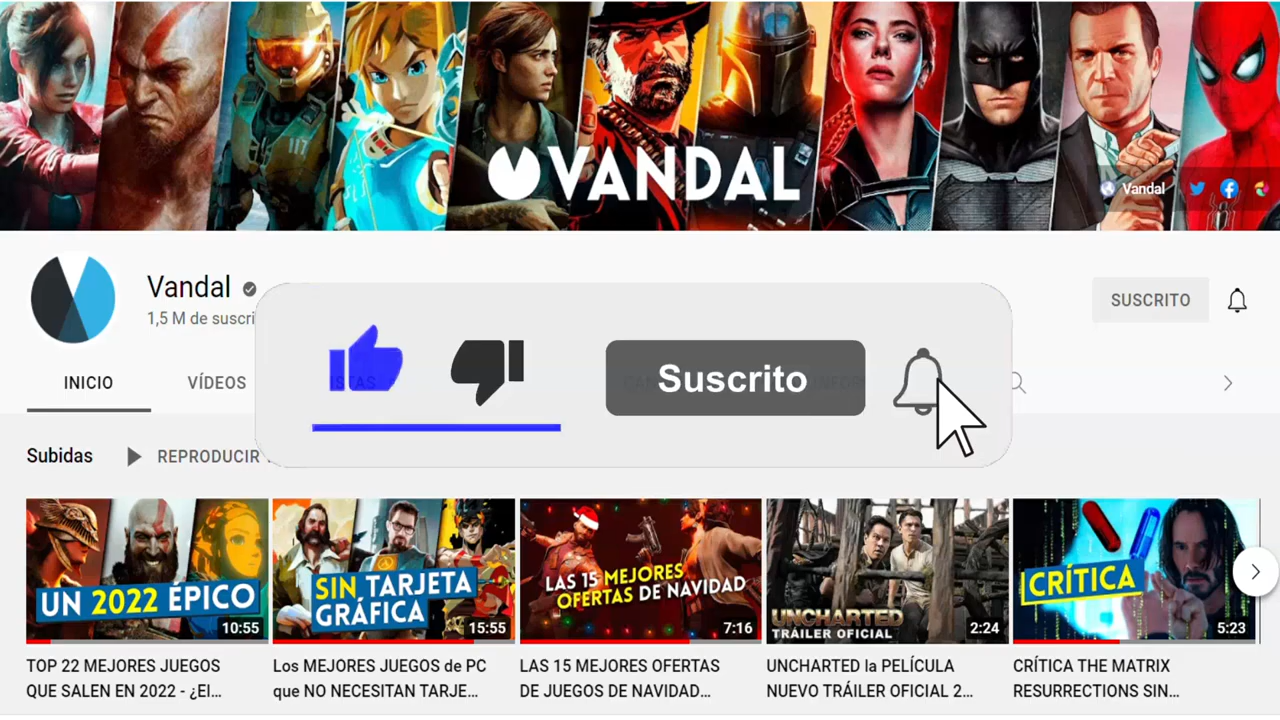 VANDAL
117
Vandal
Vandal
1,5 M de suscri
SUSCRITO
INICIO
VÍDEOS
Suscrito
Subidas
REPRODUCIR
UN 2022 ÉPICO
10:55
SIN TARJETA
GRÁFICA
15:55
LAS 15 MEJORES
OFERTAS DE NAVIDAD
7:16
UNCHARTED
TRÁILER OFICIAL
2:24
CRÍTICA
5:23
TOP 22 MEJORES JUEGOS
QUE SALEN EN 2022 - ¿El...
Los MEJORES JUEGOS de PC
que NO NECESITAN TARJE...
LAS 15 MEJORES OFERTAS
DE JUEGOS DE NAVIDAD...
UNCHARTED la PELÍCULA
NUEVO TRÁILER OFICIAL 2...
CRÍTICA THE MATRIX
RESURRECTIONS SIN...